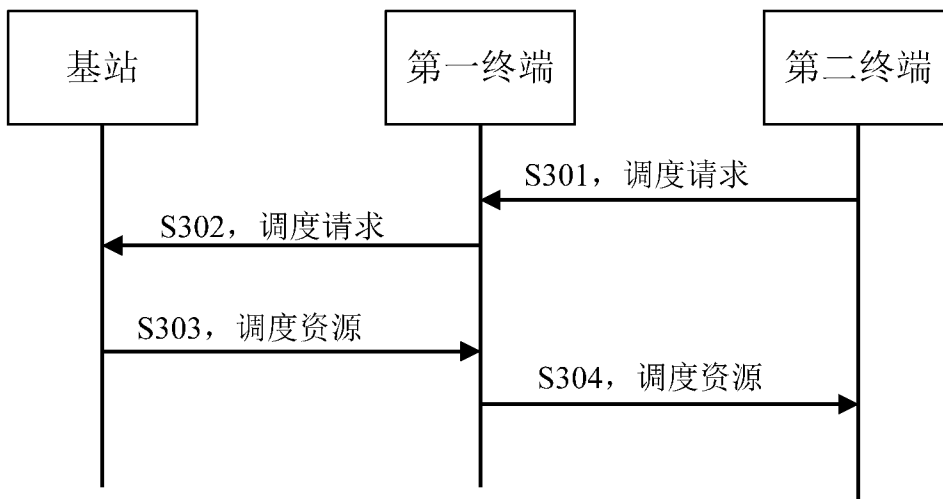 基站
第一终端
第二终端
S301，调度请求
S302，调度请求
S303，调度资源
S304，调度资源